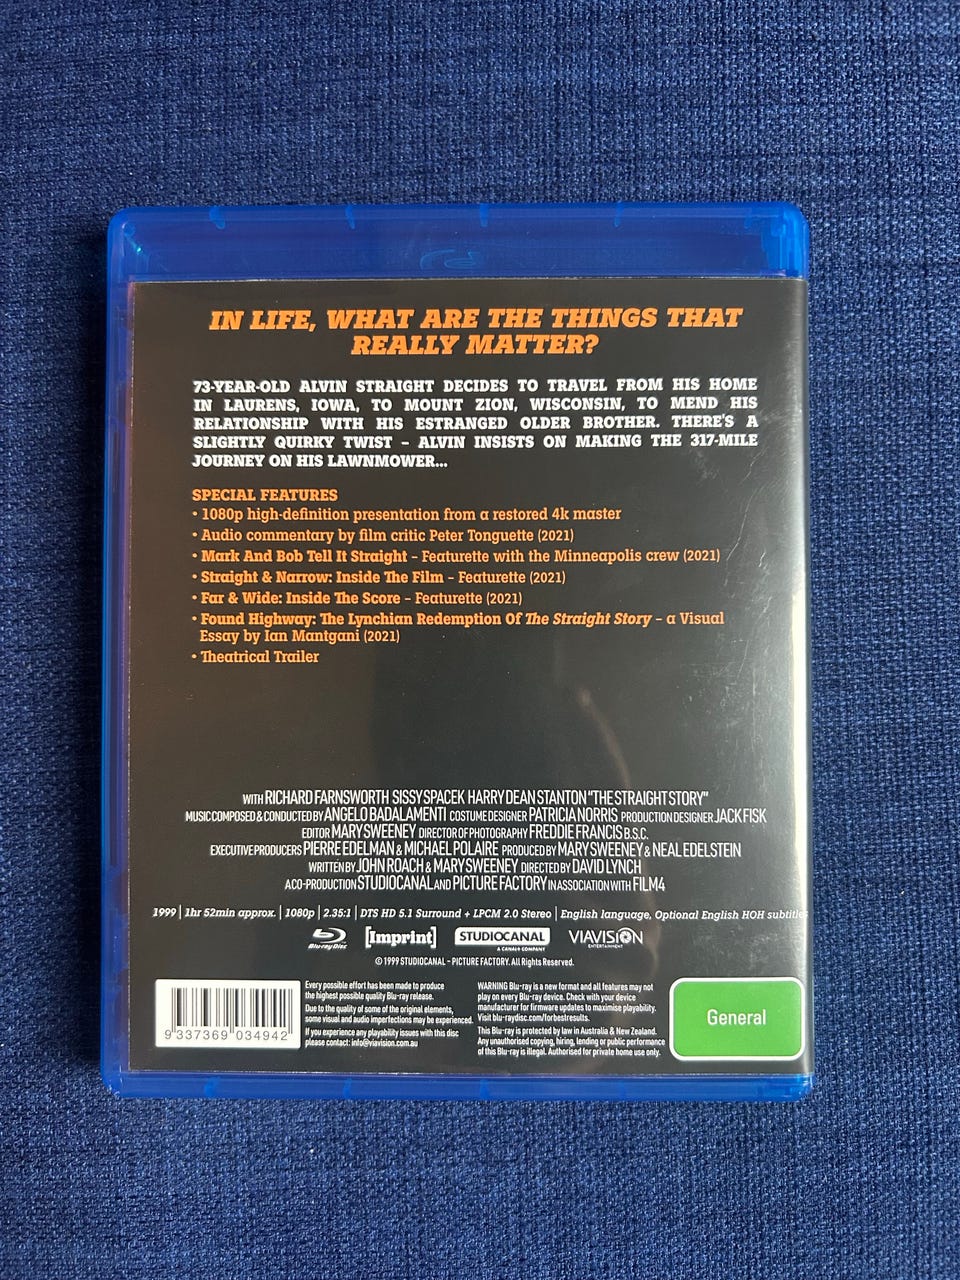 IN LIFE, WHAT ARE THE THINGS THAT
REALLY MATTER?
73-YEAR-OLD ALVIN STRAIGHT DECIDES TO TRAVEL FROM HIS HOME
IN LAURENS, IOWA, TO MOUNT ZION, WISCONSIN, TO MEND HIS
RELATIONSHIP WITH HIS ESTRANGED OLDER BROTHER. THERE'S A
SLIGHTLY QUIRKY TWIST – ALVIN INSISTS ON MAKING THE 317-MILE
JOURNEY ON HIS LAWNMOWER...
SPECIAL FEATURES
• 1080p high-definition presentation from a restored 4k master
• Audio commentary by film critic Peter Tonguette (2021)
• Mark And Bob Tell It Straight – Featurette with the Minneapolis crew (2021)
• Straight & Narrow: Inside The Film – Featurette (2021)
• Far & Wide: Inside The Score – Featurette (2021)
• Found Highway: The Lynchian Redemption Of The Straight Story – a Visual
Essay by Ian Mantgani (2021)
• Theatrical Trailer
WITH RICHARD FARNSWORTH SISSY SPACEK HARRY DEAN STANTON "THE STRAIGHT STORY"
MUSIC COMPOSED & CONDUCTED BY ANGELO BADALAMENTI COSTUME DESIGNER PATRICIA NORRIS PRODUCTION DESIGNER JACK FISK
EDITOR MARY SWEENEY DIRECTOR OF PHOTOGRAPHY FREDDIE FRANCIS B.S.C.
EXECUTIVE PRODUCERS PIERRE EDELMAN & MICHAEL POLAIRE PRODUCED BY MARY SWEENEY & NEAL EDELSTEIN
WRITTEN BY JOHN ROACH & MARY SWEENEY DIRECTED BY DAVID LYNCH
A CO-PRODUCTION STUDIOCANAL AND PICTURE FACTORY IN ASSOCIATION WITH FILM4
1999 | 1hr 52min approx. | 1080p | 2.35:1 | DTS HD 5.1 Surround + LPCM 2.0 Stereo | English language, Optional English HOH subtitles
Blu-ray Disc [Imprint] STUDIOCANAL A CANAL+ COMPANY VIAVISION ENTERTAINMENT
© 1999 STUDIOCANAL – PICTURE FACTORY. All Rights Reserved.
Every possible effort has been made to produce
the highest possible quality Blu-ray release.
Due to the quality of some of the original elements,
some visual and audio imperfections may be experienced.
If you experience any playability issues with this disc
please contact: info@viavision.com.au
WARNING Blu-ray is a new format and all features may not
play on every Blu-ray device. Check with your device
manufacturer for firmware updates to maximise playability.
Visit blu-raydisc.com/forbestresults.
This Blu-ray is protected by law in Australia & New Zealand.
Any unauthorised copying, hiring, lending or public performance
of this Blu-ray is illegal. Authorised for private home use only.
General
9 337369 034942